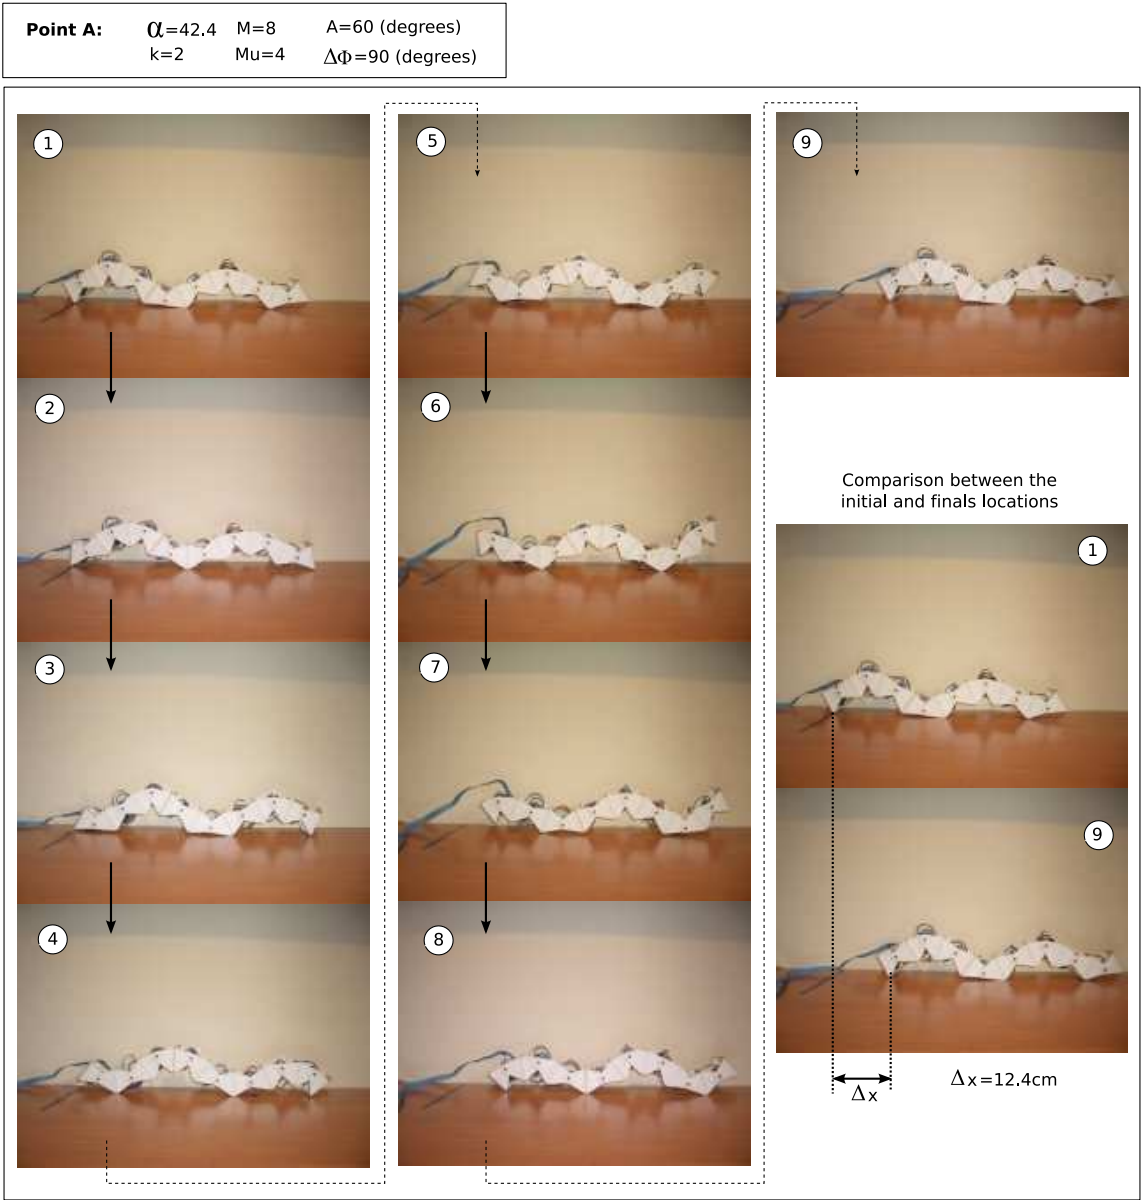 Point A: α=42.4 M=8 A=60 (degrees)
k=2 Mu=4 ΔΦ=90 (degrees)
1
5
9
2
6
3
7
4
8
Comparison between the
initial and finals locations
1
9
Δx
Δx=12.4cm